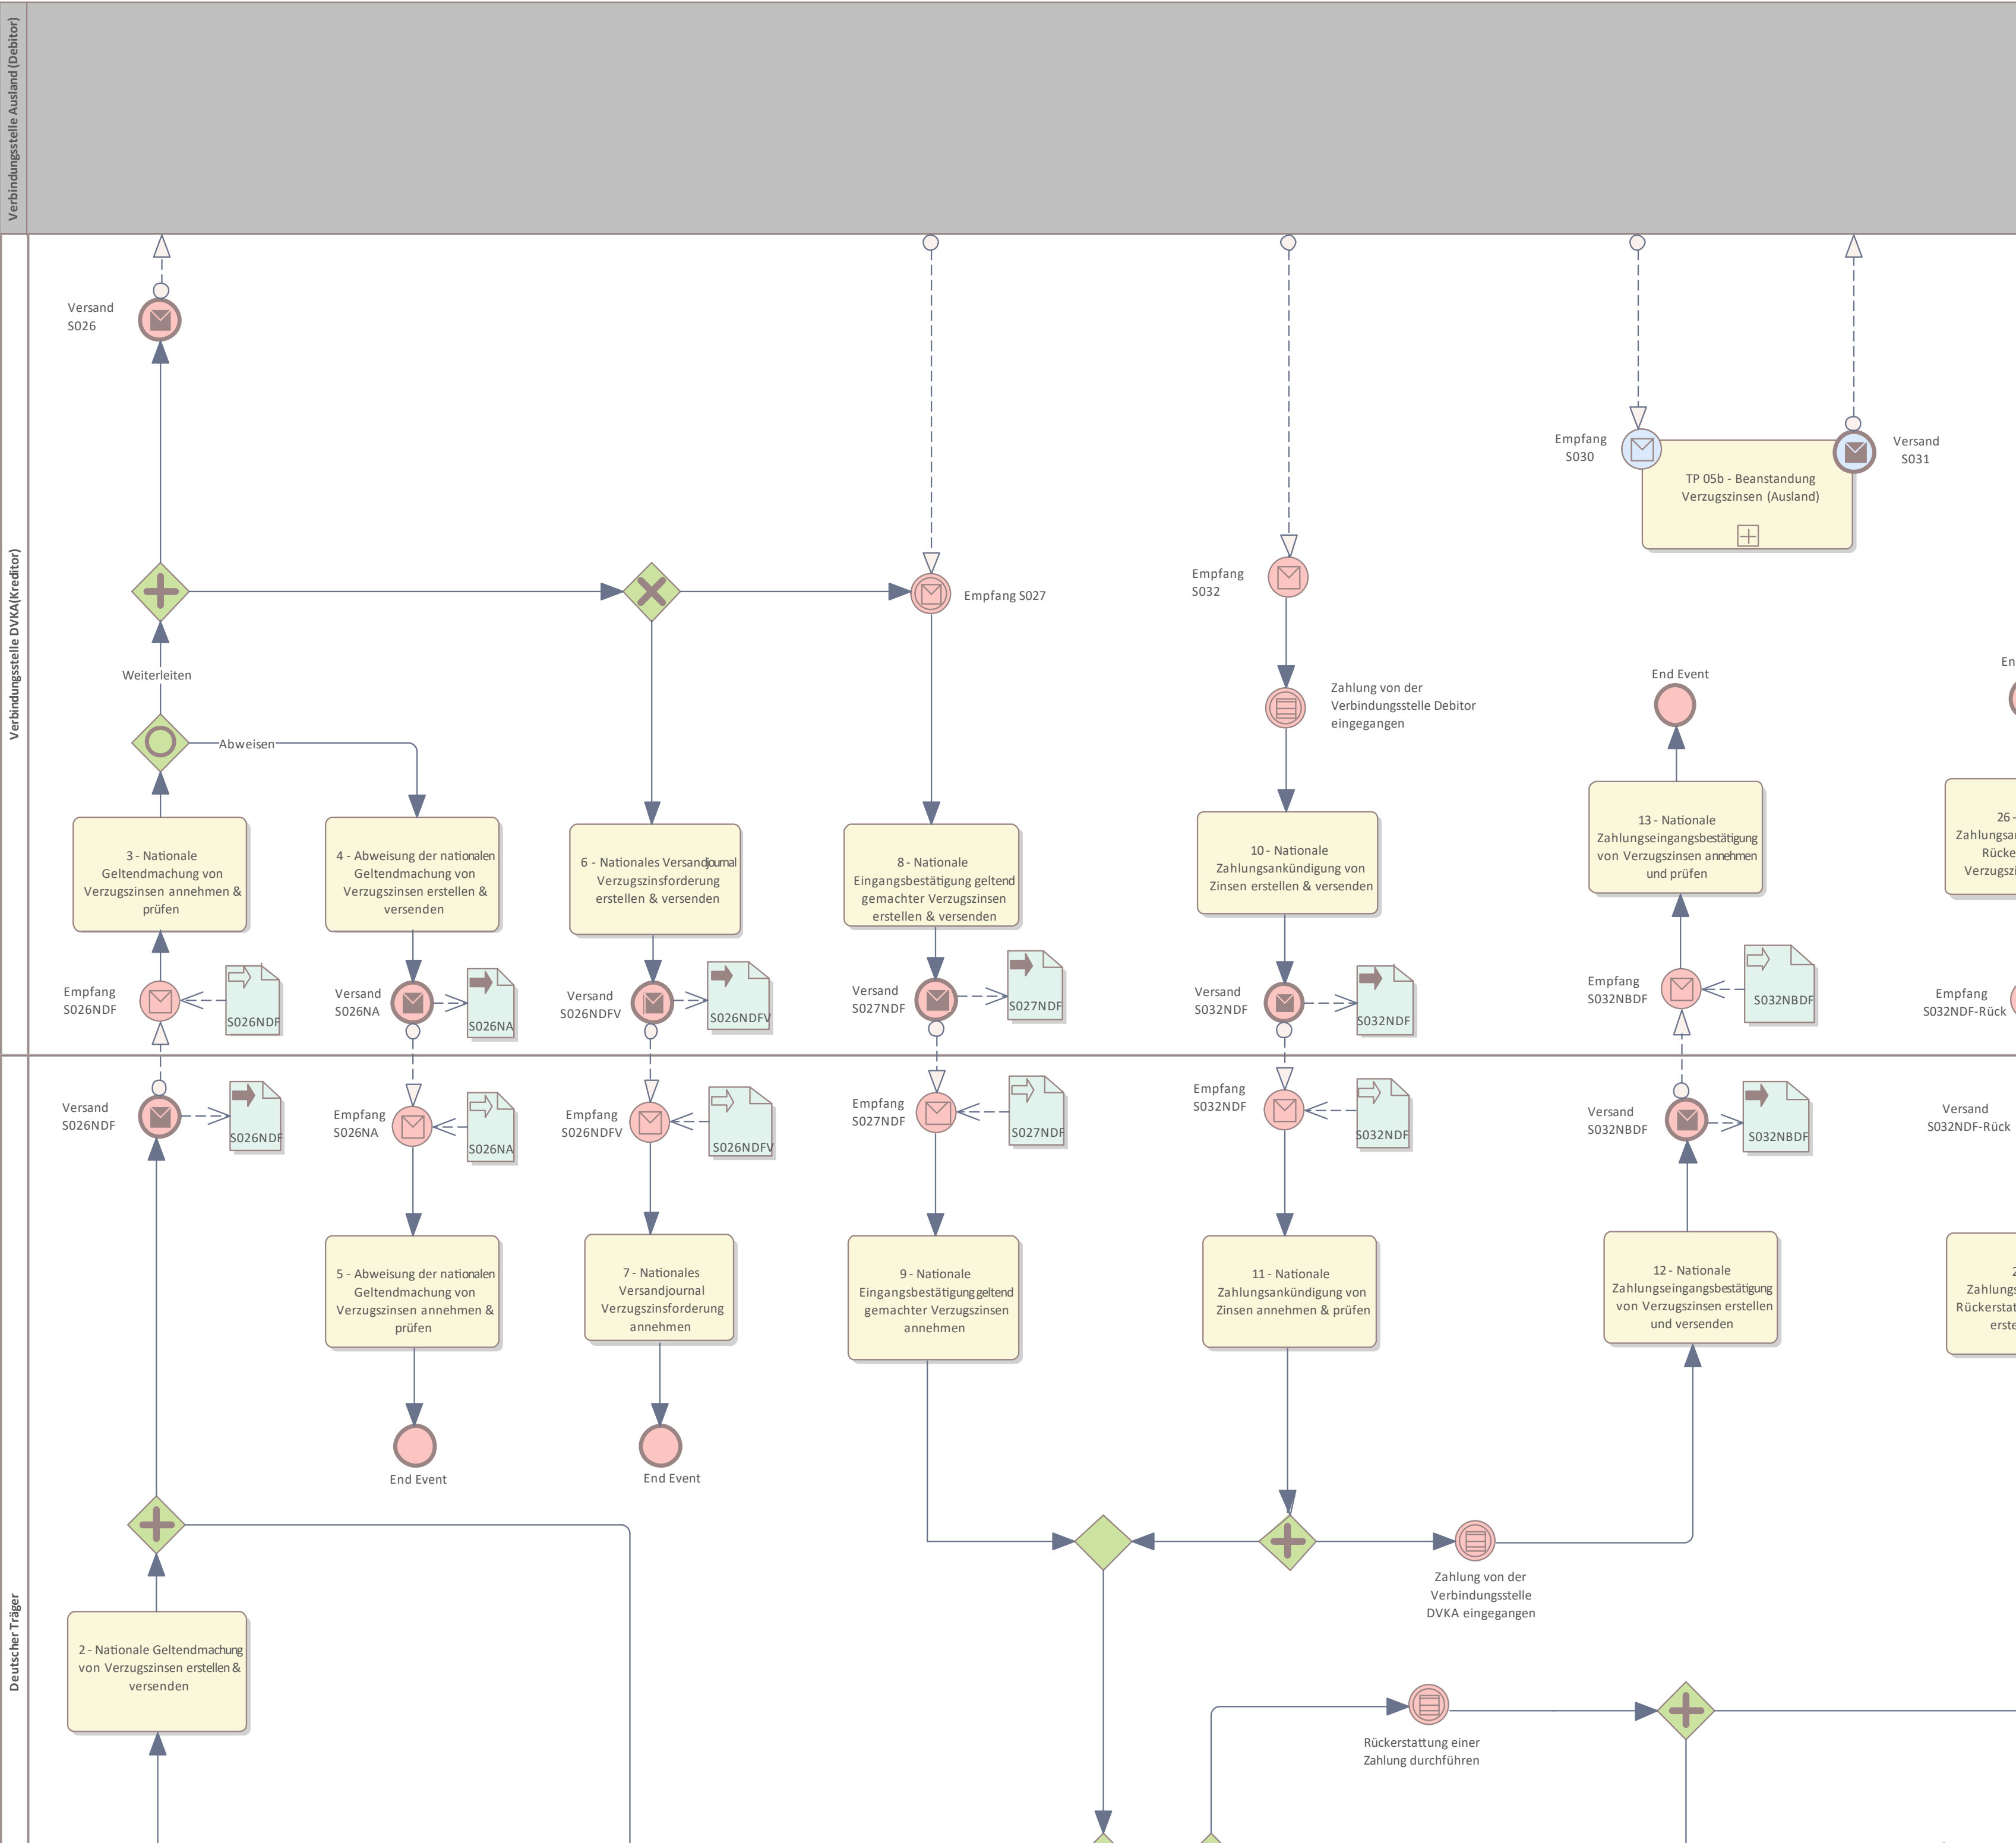 Verbindungsstelle Ausland (Debitor)
Verbindungsstelle DVKA(Kreditor)
Deutscher Träger
Versand
S026
Empfang S027
Empfang
S032
Empfang
S030
TP 05b - Beanstandung
Verzugszinsen (Ausland)
Versand
S031
Weiterleiten
Abweisen
Zahlung von der
Verbindungsstelle Debitor
eingegangen
End Event
En
3 - Nationale
Geltendmachung von
Verzugszinsen annehmen &
prüfen
4 - Abweisung der nationalen
Geltendmachung von
Verzugszinsen erstellen &
versenden
6 - Nationales Versandjournal
Verzugszinsforderung
erstellen & versenden
8 - Nationale
Eingangsbestätigung geltend
gemachter Verzugszinsen
erstellen & versenden
10 - Nationale
Zahlungsankündigung von
Zinsen erstellen & versenden
13 - Nationale
Zahlungseingangsbestätigung
von Verzugszinsen annehmen
und prüfen
26 -
Zahlungsa
Rücke
Verzugszi
Empfang
S026NDF
S026NDF
Versand
S026NA
S026NA
Versand
S026NDFV
S026NDFV
Versand
S027NDF
S027NDF
Versand
S032NDF
S032NDF
Empfang
S032NBDF
S032NBDF
Empfang
S032NDF-Rück
Versand
S026NDF
S026NDF
Empfang
S026NA
S026NA
Empfang
S026NDFV
S026NDFV
Empfang
S027NDF
S027NDF
Empfang
S032NDF
S032NDF
Versand
S032NBDF
S032NBDF
Versand
S032NDF-Rück
5 - Abweisung der nationalen
Geltendmachung von
Verzugszinsen annehmen &
prüfen
7 - Nationales
Versandjournal
Verzugszinsforderung
annehmen
9 - Nationale
Eingangsbestätigung geltend
gemachter Verzugszinsen
annehmen
11 - Nationale
Zahlungsankündigung von
Zinsen annehmen & prüfen
12 - Nationale
Zahlungseingangsbestätigung
von Verzugszinsen erstellen
und versenden
2
Zahlungs
Rückerstat
erste
End Event
End Event
Zahlung von der
Verbindungsstelle
DVKA eingegangen
2 - Nationale Geltendmachung
von Verzugszinsen erstellen &
versenden
Rückerstattung einer
Zahlung durchführen